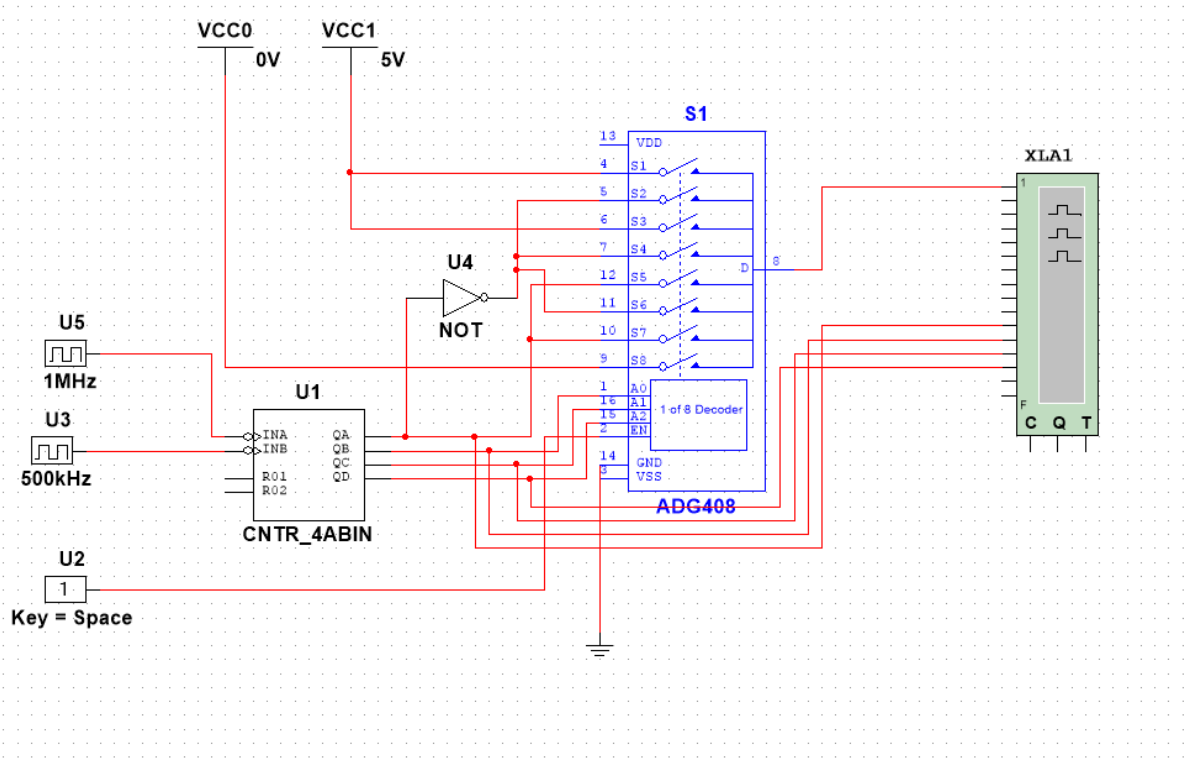 VCC0
0V
VCC1
5V
S1
13 VDD
4 S1
5 S2
6 S3
7 S4
12 S5
11 S6
10 S7
9 S8
D 8
1 A0
16 A1
15 A2
2 EN
1 of 8 Decoder
14 GND
3 VSS
ADG408
XLA1
1
F
C Q T
U4
NOT
U5
1MHz
U3
500kHz
U1
INA QA
INB QB
QC
R01 QD
R02
CNTR_4ABIN
U2
1
Key = Space